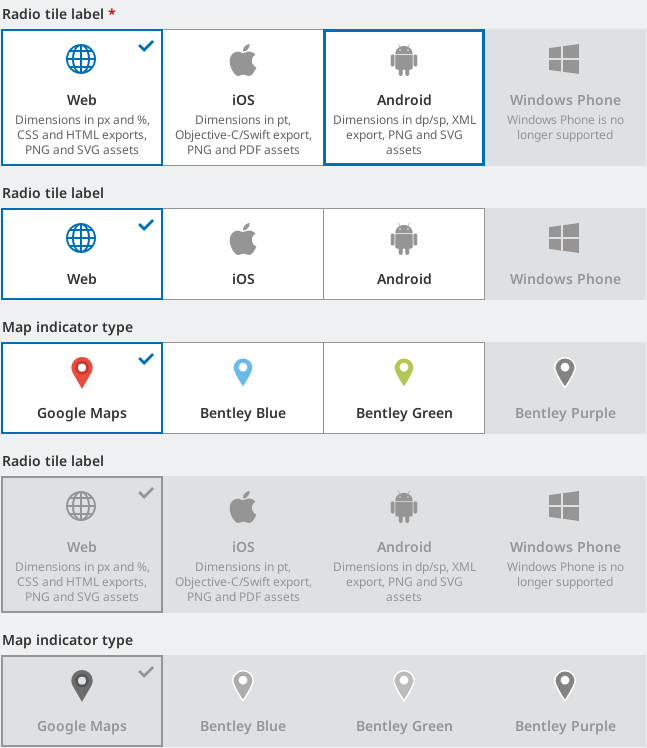 Radio tile label *
Web
iOS
Android
Windows Phone
Dimensions in px and %,
CSS and HTML exports,
PNG and SVG assets
Dimensions in pt,
Objective-C/Swift export,
PNG and PDF assets
Dimensions in dp/sp, XML
export, PNG and SVG
assets
Windows Phone is no
longer supported
Radio tile label
Web
iOS
Android
Windows Phone
Map indicator type
Google Maps
Bentley Blue
Bentley Green
Bentley Purple
Radio tile label
Web
iOS
Android
Windows Phone
Dimensions in px and %,
CSS and HTML exports,
PNG and SVG assets
Dimensions in pt,
Objective-C/Swift export,
PNG and PDF assets
Dimensions in dp/sp, XML
export, PNG and SVG
assets
Windows Phone is no
longer supported
Map indicator type
Google Maps
Bentley Blue
Bentley Green
Bentley Purple